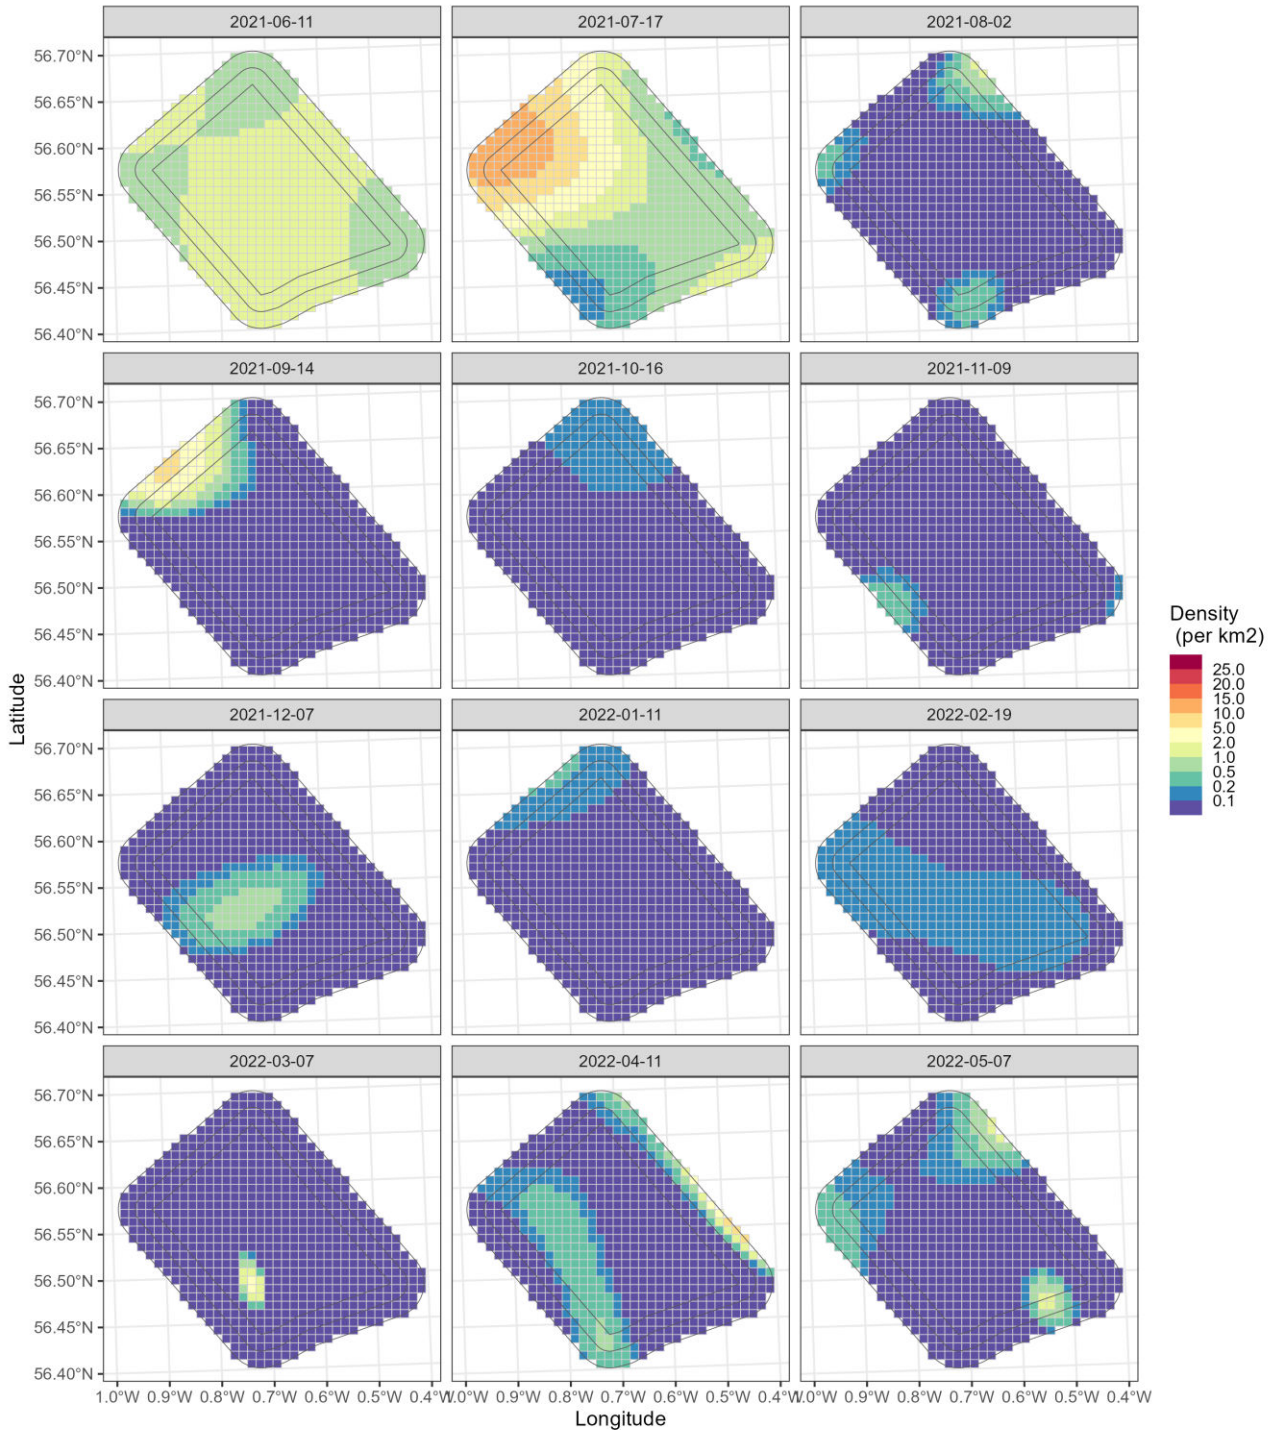 2021-06-11 2021-07-17 2021-08-02
56.70°N
56.65°N
56.60°N
56.55°N
56.50°N
56.45°N
56.40°N
2021-09-14 2021-10-16 2021-11-09
56.70°N
56.65°N
56.60°N
56.55°N
56.50°N
56.45°N
56.40°N
2021-12-07 2022-01-11 2022-02-19
56.70°N
56.65°N
56.60°N
56.55°N
56.50°N
56.45°N
56.40°N
2022-03-07 2022-04-11 2022-05-07
56.70°N
56.65°N
56.60°N
56.55°N
56.50°N
56.45°N
56.40°N
1.0°W 0.9°W 0.8°W 0.7°W 0.6°W 0.5°W 0.4°W 1.0°W 0.9°W 0.8°W 0.7°W 0.6°W 0.5°W 0.4°W 1.0°W 0.9°W 0.8°W 0.7°W 0.6°W 0.5°W 0.4°W
Longitude
Latitude
Density
(per km2)
25.0
20.0
15.0
10.0
5.0
2.0
1.0
0.5
0.2
0.1